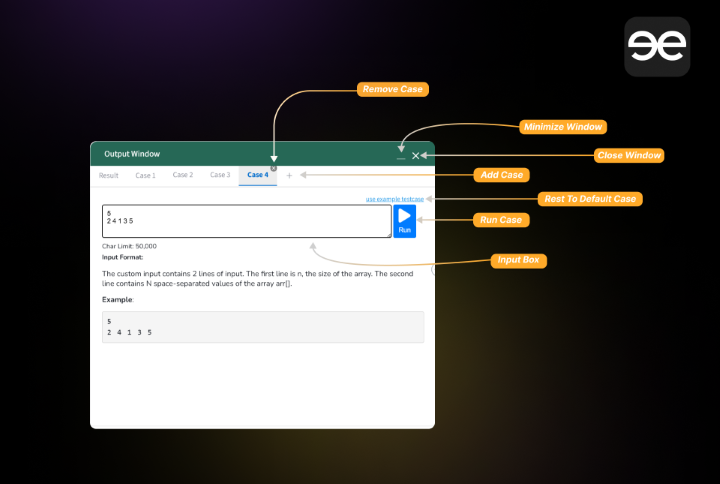 Remove Case
Minimize Window
Output Window
Close Window
Result Case 1 Case 2 Case 3 Case 4 +
Add Case
use example testcase
Rest To Default Case
5
2 4 1 3 5
Run
Run Case
Char Limit: 50,000
Input Format:
Input Box
The custom input contains 2 lines of input. The first line is n, the size of the array. The second
line contains N space-separated values of the array arr[].
Example:
5
2 4 1 3 5